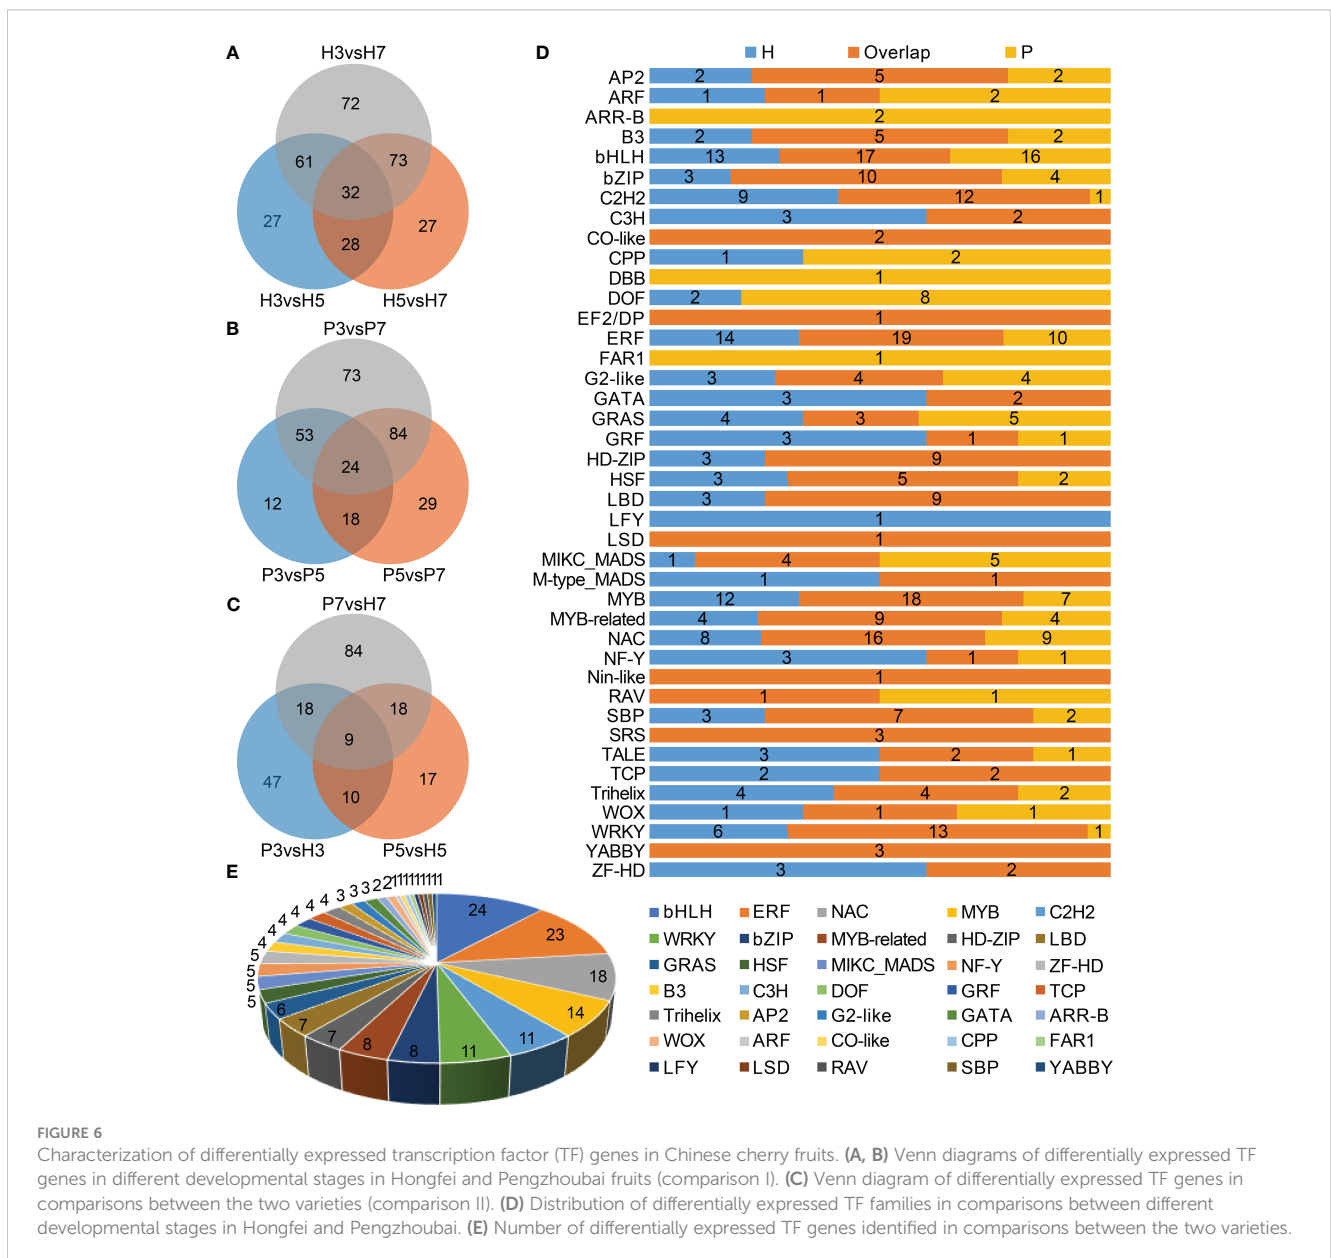 A
H3vsH7
72
61
73
32
27
28
27
H3vsH5
H5vsH7
B
P3vsP7
73
53
84
24
12
18
29
P3vsP5
P5vsP7
C
P7vsH7
84
18
18
9
47
10
17
P3vsH3
P5vsH5
D
H Overlap P
AP2 2 5 2
ARF 1 1 2
ARR-B 2
B3 2 5 2
bHLH 13 17 16
bZIP 3 10 4
C2H2 9 12 1
C3H 3 2
CO-like 2
CPP 1 2
DBB 1
DOF 2 8
EF2/DP 1
ERF 14 19 10
FAR1 1
G2-like 3 4 4
GATA 3 2
GRAS 4 3 5
GRF 3 1 1
HD-ZIP 3 9
HSF 3 5 2
LBD 3 9
LFY 1
LSD 1
MIKC_MADS 1 4 5
M-type_MADS 1 1
MYB 12 18 7
MYB-related 4 9 4
NAC 8 16 9
NF-Y 3 1 1
Nin-like 1
RAV 1 1
SBP 3 7 2
SRS 3
TALE 3 2 1
TCP 2 2
Trihelix 4 4 2
WOX 1 1 1
WRKY 6 13 1
YABBY 3
ZF-HD 3 2
E
24
23
18
14
11
11
8
8
7
7
6
5
5
5
5
4
4
4
4
4
4
3
3
3
2
2
1
1
1
1
1
1
1
1
1
bHLH ERF NAC MYB C2H2
WRKY bZIP MYB-related HD-ZIP LBD
GRAS HSF MIKC_MADS NF-Y ZF-HD
B3 C3H DOF GRF TCP
Trihelix AP2 G2-like GATA ARR-B
WOX ARF CO-like CPP FAR1
LFY LSD RAV SBP YABBY
FIGURE 6
Characterization of differentially expressed transcription factor (TF) genes in Chinese cherry fruits. (A, B) Venn diagrams of differentially expressed TF
genes in different developmental stages in Hongfei and Pengzhoubai fruits (comparison I). (C) Venn diagram of differentially expressed TF genes in
comparisons between the two varieties (comparison II). (D) Distribution of differentially expressed TF families in comparisons between different
developmental stages in Hongfei and Pengzhoubai. (E) Number of differentially expressed TF genes identified in comparisons between the two varieties.